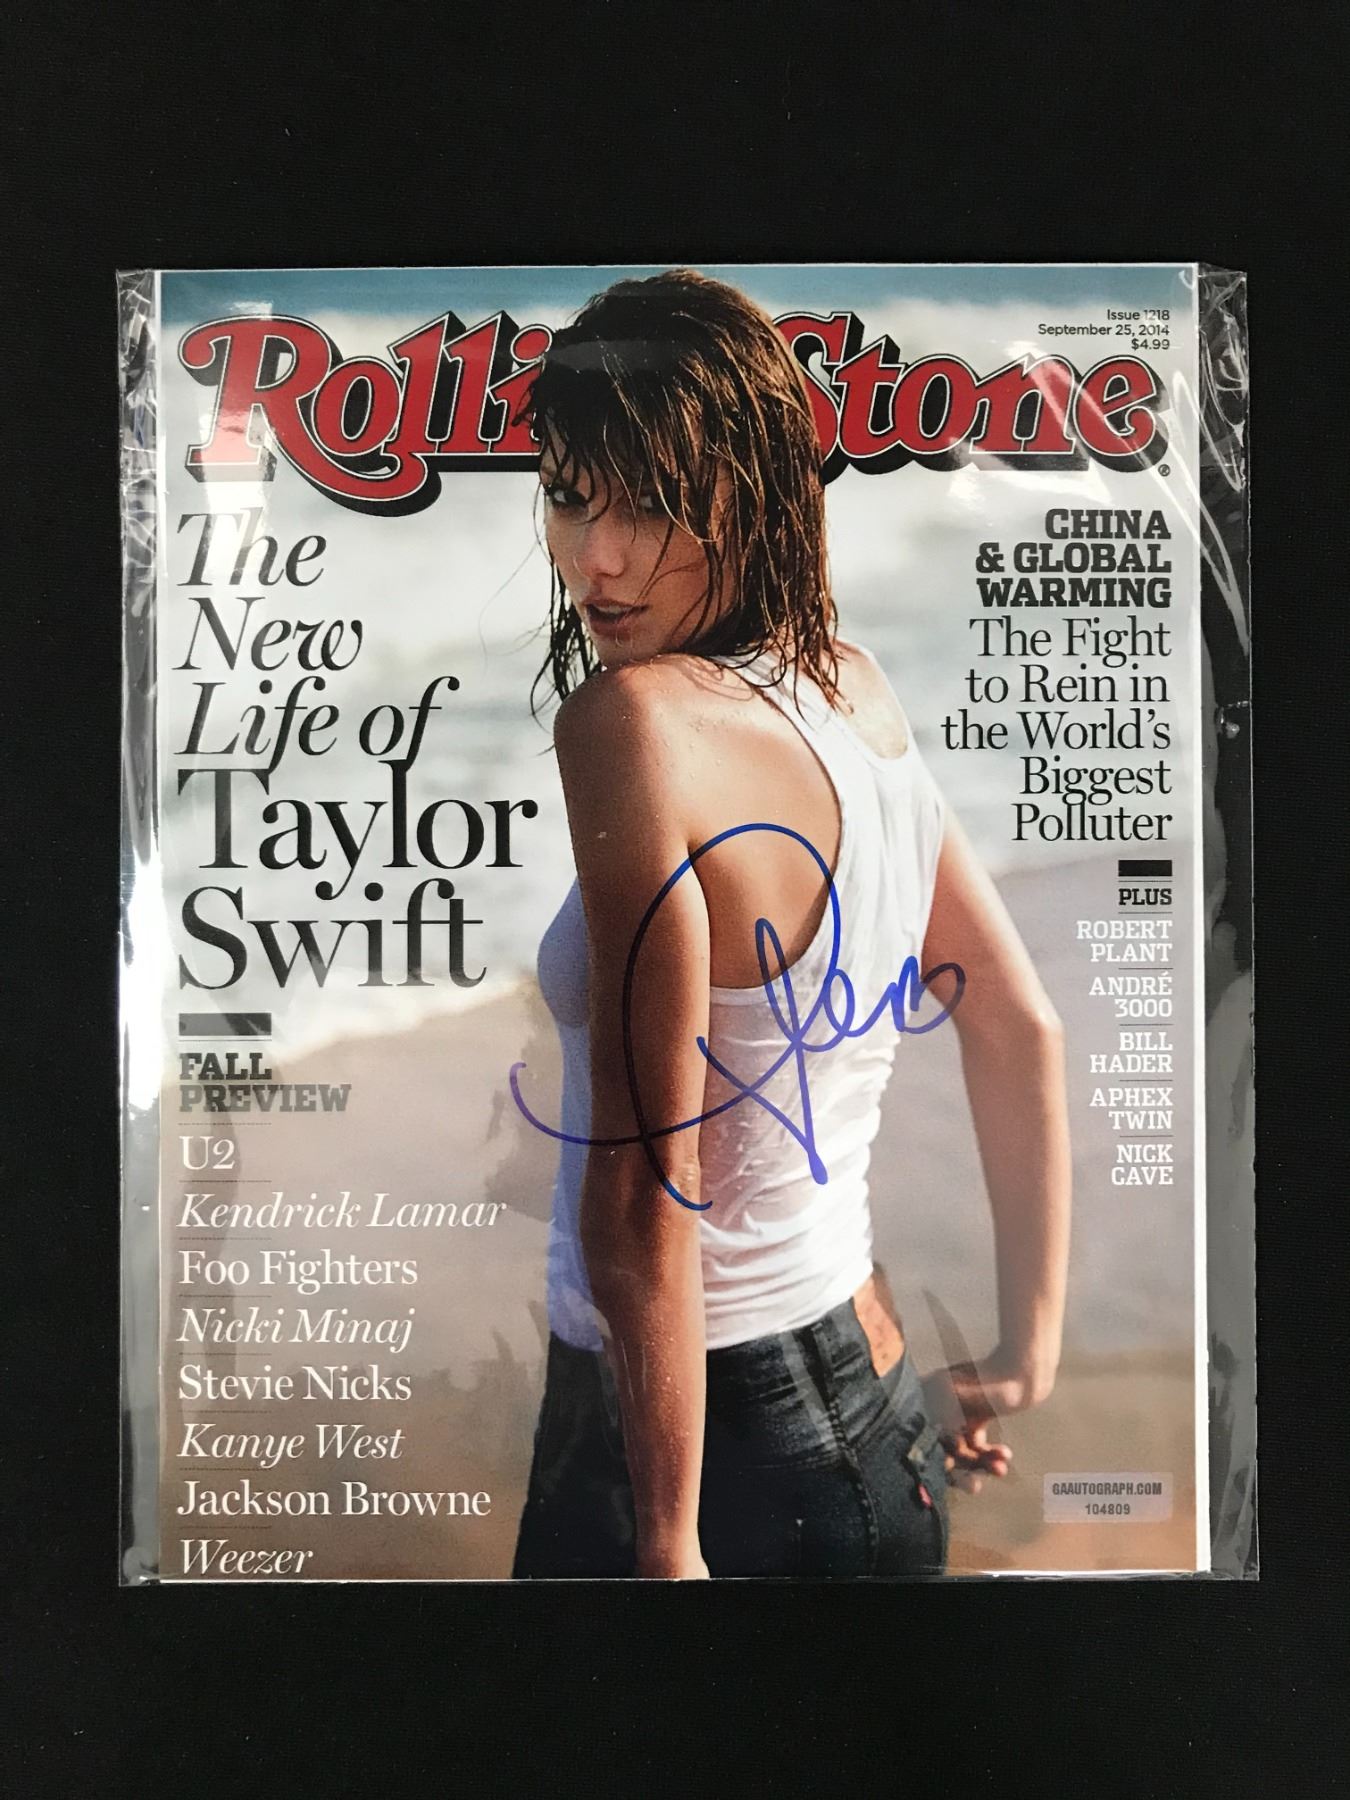 Rolling Stone
Issue 1218
September 25, 2014
$4.99
The
New
Life of
Taylor
Swift
FALL
PREVIEW
U2
Kendrick Lamar
Foo Fighters
Nicki Minaj
Stevie Nicks
Kanye West
Jackson Browne
Weezer
CHINA
& GLOBAL
WARMING
The Fight
to Rein in
the World's
Biggest
Polluter
PLUS
ROBERT
PLANT
ANDRÉ
3000
BILL
HADER
APHEX
TWIN
NICK
CAVE
GAAUTOGRAPH.COM
104809